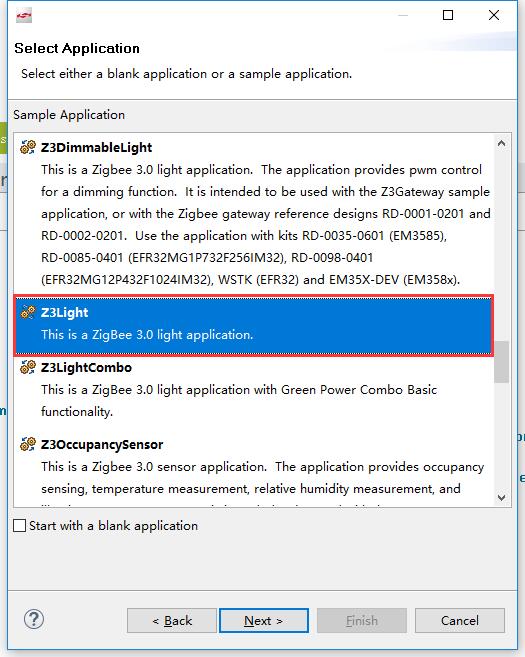 Select Application
Select either a blank application or a sample application.
Sample Application
Z3DimmableLight
This is a Zigbee 3.0 light application.  The application provides pwm control
for a dimming function.  It is intended to be used with the Z3Gateway sample
application, or with the Zigbee gateway reference designs RD-0001-0201 and
RD-0002-0201.  Use the application with kits RD-0035-0601 (EM3585),
RD-0085-0401 (EFR32MG1P732F256IM32), RD-0098-0401
(EFR32MG12P432F1024IM32), WSTK (EFR32) and EM35X-DEV (EM358x).
Z3Light
This is a ZigBee 3.0 light application.
Z3LightCombo
This is a ZigBee 3.0 light application with Green Power Combo Basic
functionality.
Z3OccupancySensor
This is a Zigbee 3.0 sensor application.  The application provides occupancy
sensing, temperature measurement, relative humidity measurement, and
Start with a blank application
?
< Back
Next >
Finish
Cancel